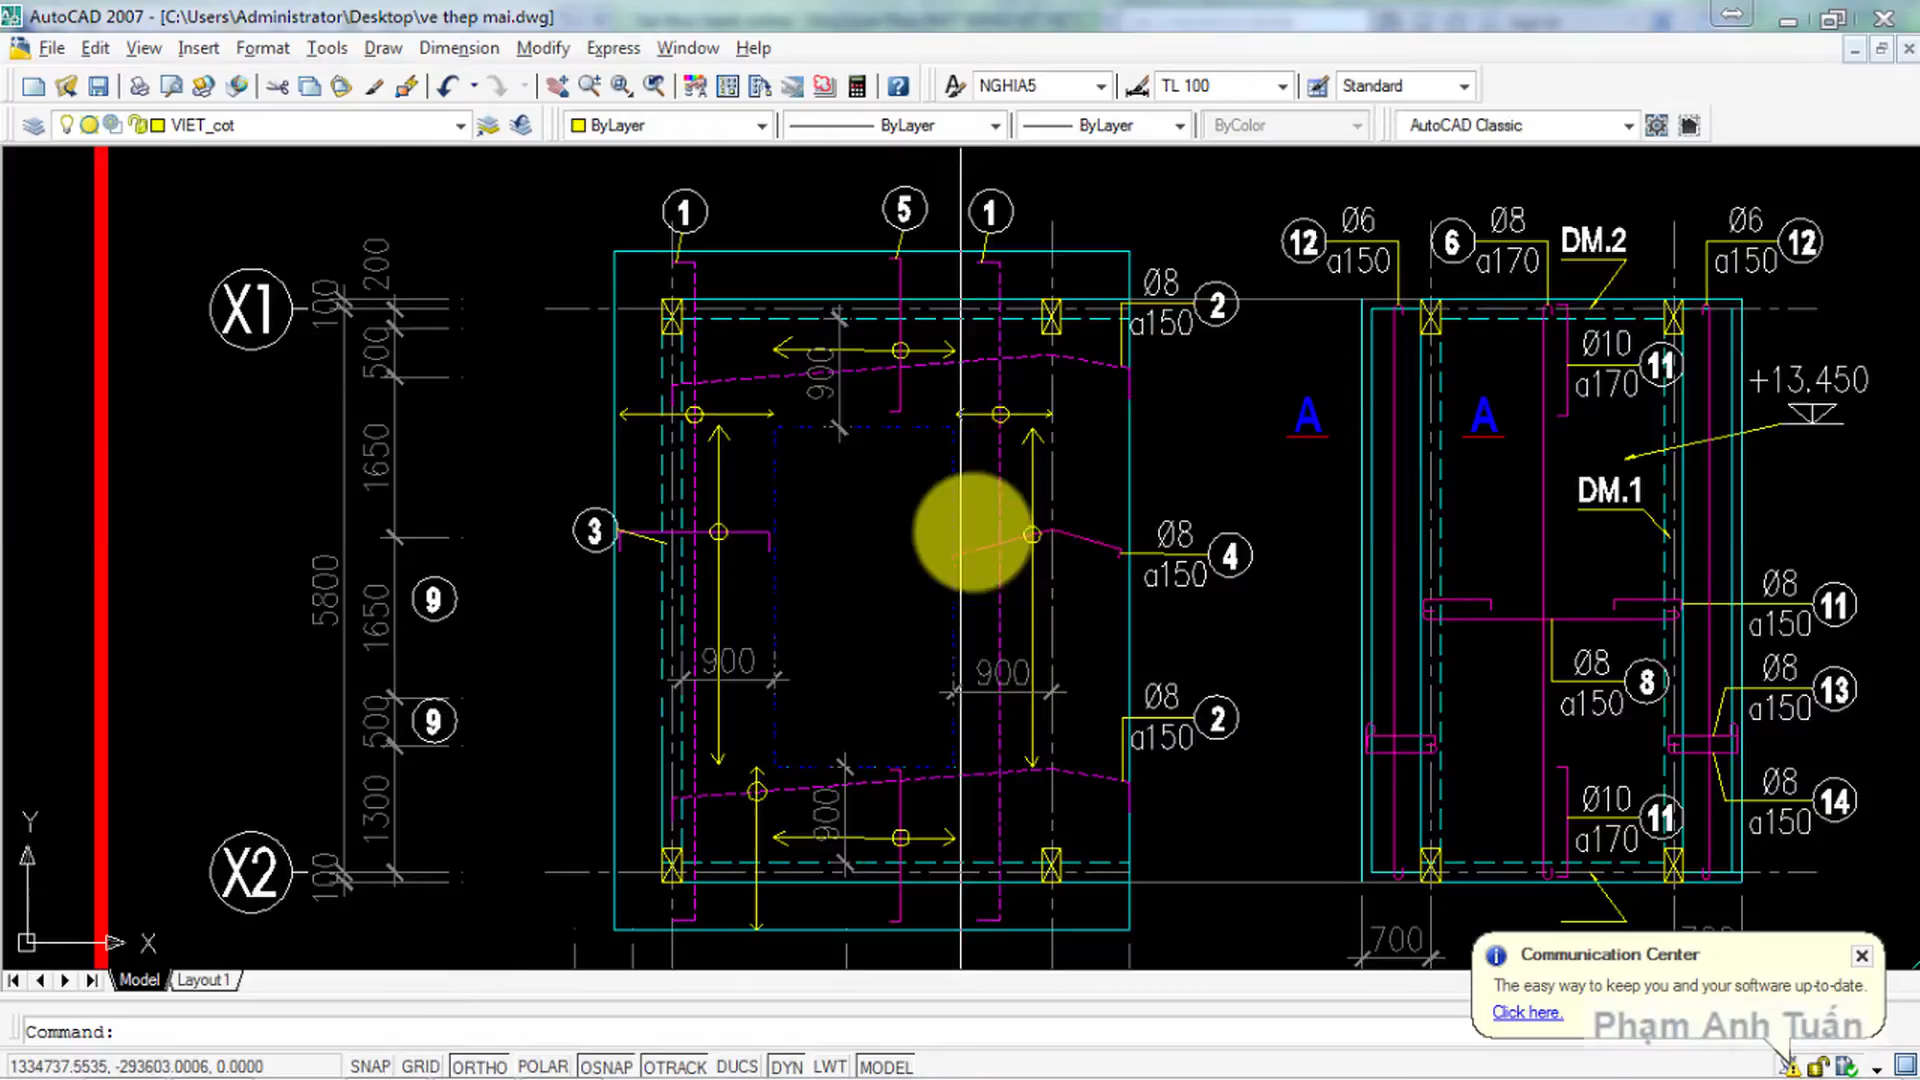 AutoCAD 2007 - [C:\Users\Administrator\Desktop\ve thep mai.dwg]
File Edit View Insert Format Tools Draw Dimension Modify Express Window Help
NGHIA5 TL 100 Standard
VIET_cot ByLayer ByLayer ByLayer ByColor AutoCAD Classic
1 5 1
12 Ø6 a150
6 Ø8 a170
DM.2
Ø6 a150 12
X1
100 200
500
Ø8 a150 2
900
Ø10 a170 11
+13,450
A A
1650
DM.1
3
Ø8 a150 4
5800
9
1650
Ø8 a150 11
900 900
Ø8 a150 8
Ø8 a150 13
500
9
Ø8 a150 2
1300
900
Ø10 a170 11
Ø8 a150 14
X2
100
700
Y
X
Model Layout1
Communication Center
The easy way to keep you and your software up-to-date.
Click here.
Phạm Anh Tuấn
Command:
1334737.5535, -293603.0006, 0.0000 SNAP GRID ORTHO POLAR OSNAP OTRACK DUCS DYN LWT MODEL